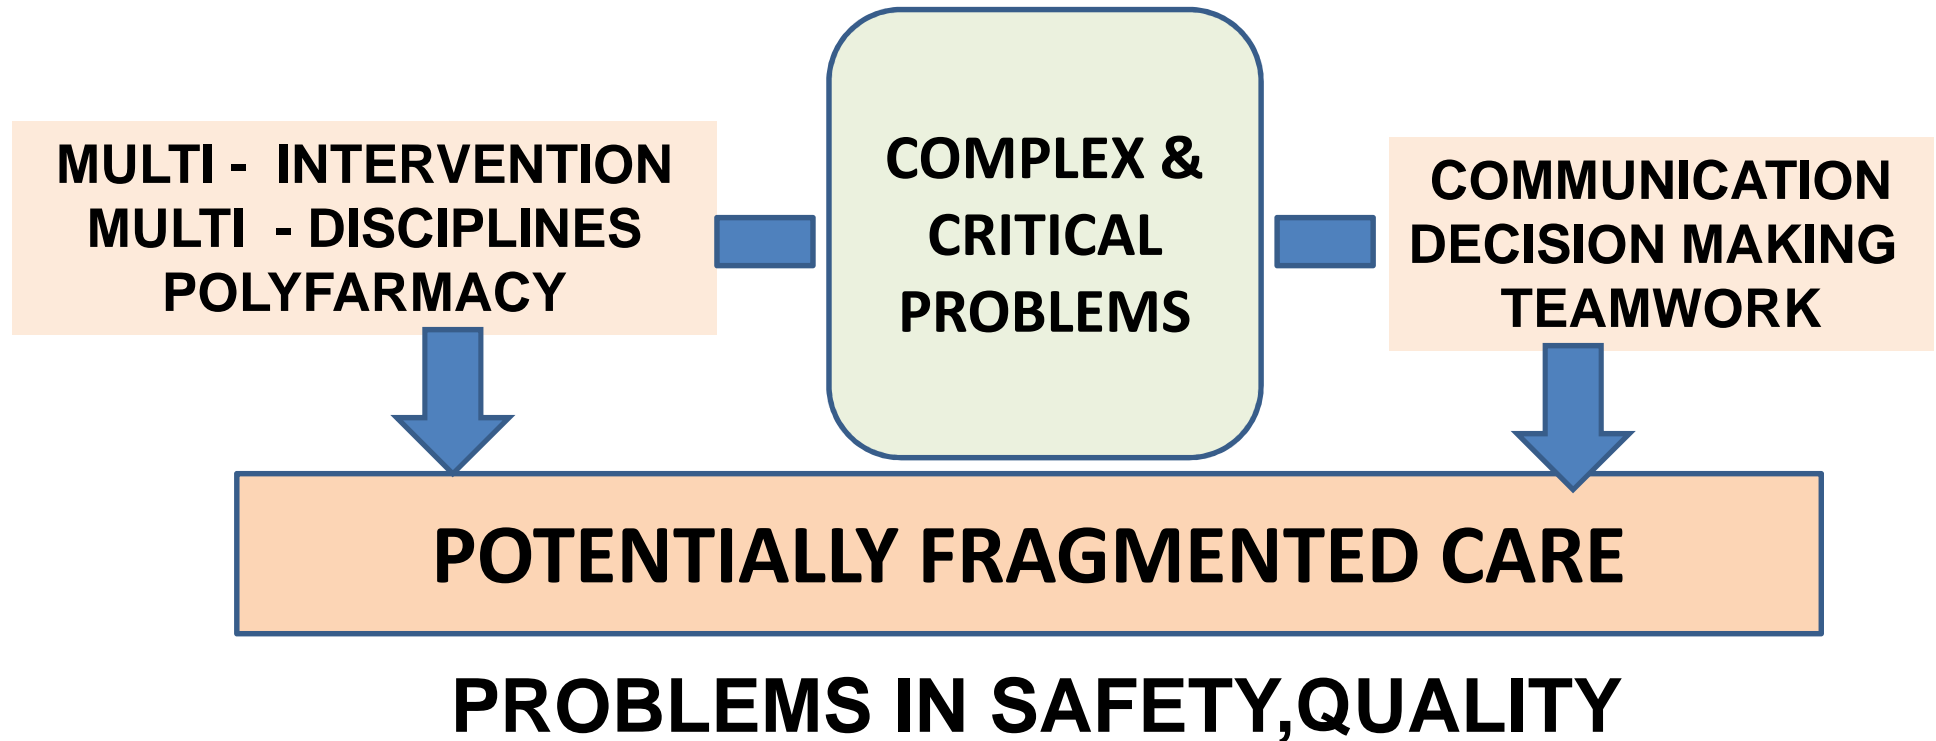 MULTI - INTERVENTION
MULTI - DISCIPLINES
POLYFARMACY
COMPLEX &
CRITICAL
PROBLEMS
COMMUNICATION
DECISION MAKING
TEAMWORK
POTENTIALLY FRAGMENTED CARE
PROBLEMS IN SAFETY,QUALITY